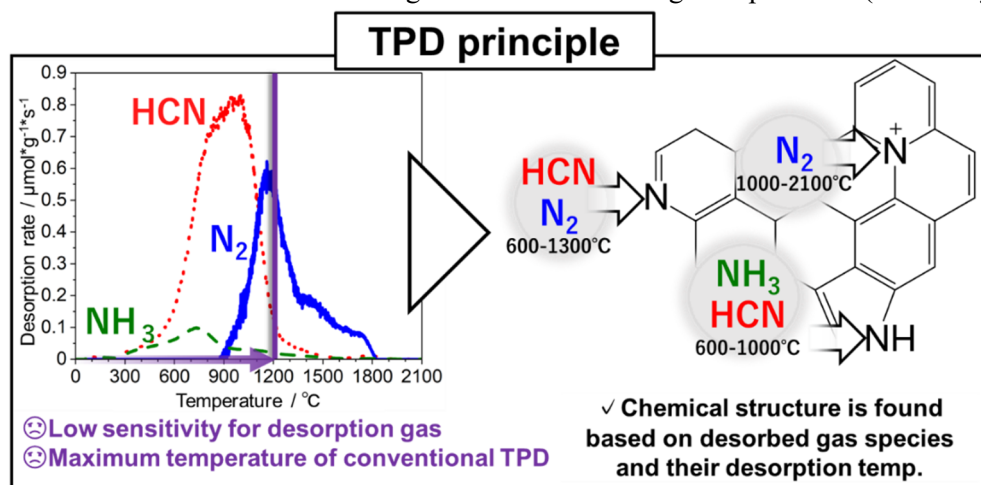 TPD principle
Desorption rate / μmol*g⁻¹*s⁻¹
0.9
0.8
0.7
0.6
0.5
0.4
0.3
0.2
0.1
0
HCN
N₂
NH₃
0 300 600 900 1200 1500 1800 2100
Temperature / °C
☹Low sensitivity for desorption gas
☹Maximum temperature of conventional TPD
HCN
N₂
600-1300°C
N
N₂
1000-2100°C
N+
NH₃
HCN
600-1000°C
NH
✓ Chemical structure is found
based on desorbed gas species
and their desorption temp.